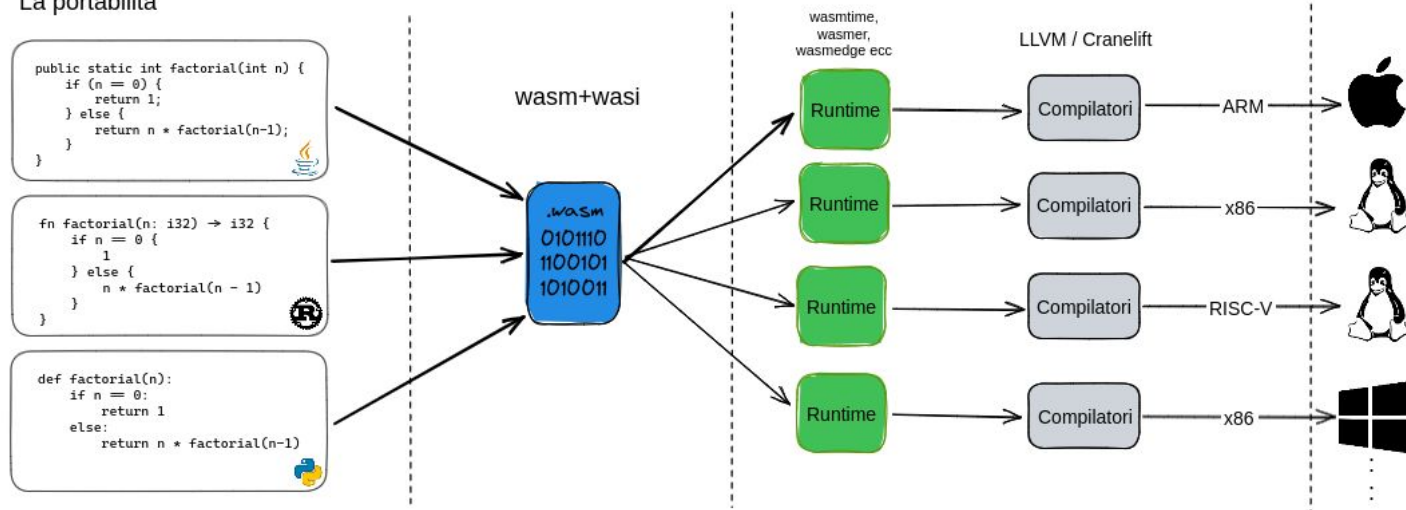 La portabilità
public static int factorial(int n) {
    if (n == 0) {
        return 1;
    } else {
        return n * factorial(n-1);
    }
}
fn factorial(n: i32) → i32 {
    if n == 0 {
        1
    } else {
        n * factorial(n - 1)
    }
}
def factorial(n):
    if n == 0:
        return 1
    else:
        return n * factorial(n-1)
wasm+wasi
.wasm
0101110
1100101
1010011
wasmtime,
wasmer,
wasmedge ecc
LLVM / Cranelift
Runtime
Compilatori
ARM
Runtime
Compilatori
x86
Runtime
Compilatori
RISC-V
Runtime
Compilatori
x86